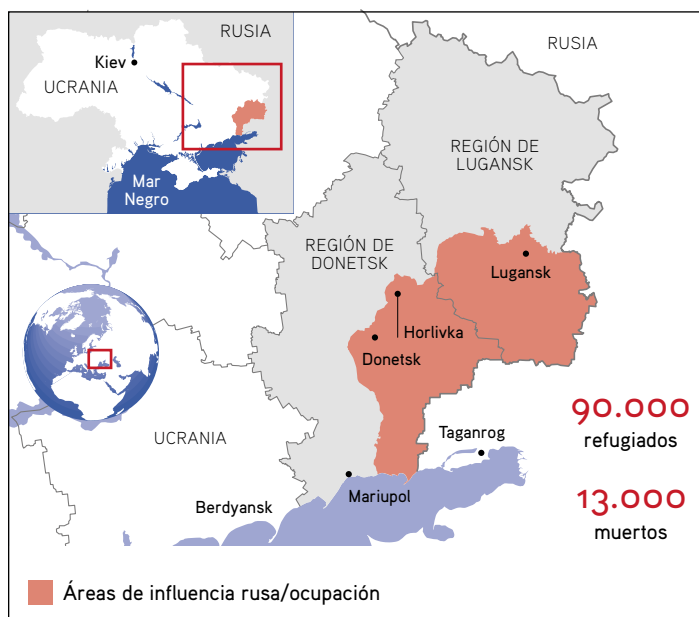 RUSIA
Kiev
UCRANIA
Mar
Negro
RUSIA
REGIÓN DE
LUGANSK
REGIÓN DE
DONETSK
Lugansk
Horlivka
Donetsk
90.000
refugiados
UCRANIA
Taganrog
Mariupol
13.000
muertos
Berdyansk
Áreas de influencia rusa/ocupación